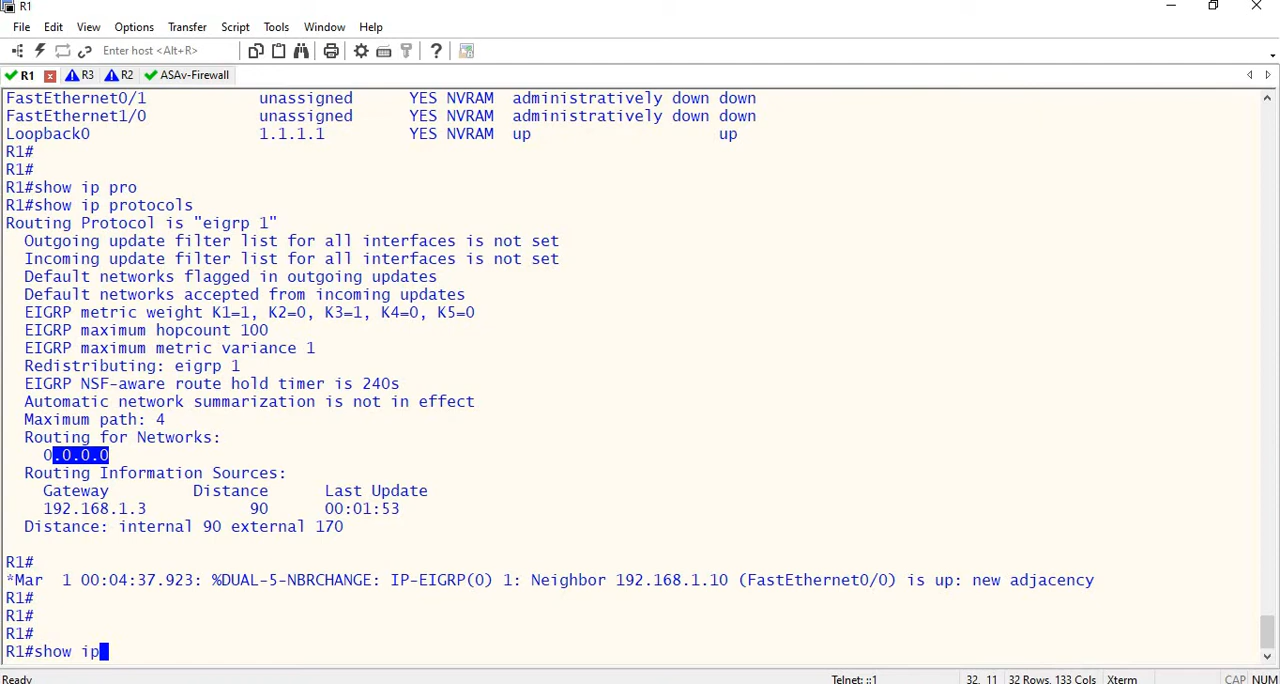 R1
File Edit View Options Transfer Script Tools Window Help
Enter host <Alt+R>
R1 R3 R2 ASAv-Firewall
FastEthernet0/1 unassigned YES NVRAM administratively down down
FastEthernet1/0 unassigned YES NVRAM administratively down down
Loopback0 1.1.1.1 YES NVRAM up up
R1#
R1#
R1#show ip pro
R1#show ip protocols
Routing Protocol is "eigrp 1"
Outgoing update filter list for all interfaces is not set
Incoming update filter list for all interfaces is not set
Default networks flagged in outgoing updates
Default networks accepted from incoming updates
EIGRP metric weight K1=1, K2=0, K3=1, K4=0, K5=0
EIGRP maximum hopcount 100
EIGRP maximum metric variance 1
Redistributing: eigrp 1
EIGRP NSF-aware route hold timer is 240s
Automatic network summarization is not in effect
Maximum path: 4
Routing for Networks:
0.0.0.0
Routing Information Sources:
Gateway Distance Last Update
192.168.1.3 90 00:01:53
Distance: internal 90 external 170
R1#
*Mar 1 00:04:37.923: %DUAL-5-NBRCHANGE: IP-EIGRP(0) 1: Neighbor 192.168.1.10 (FastEthernet0/0) is up: new adjacency
R1#
R1#
R1#
R1#show ip
Ready Telnet: ::1 32, 11 32 Rows, 133 Cols Xterm CAP NUM